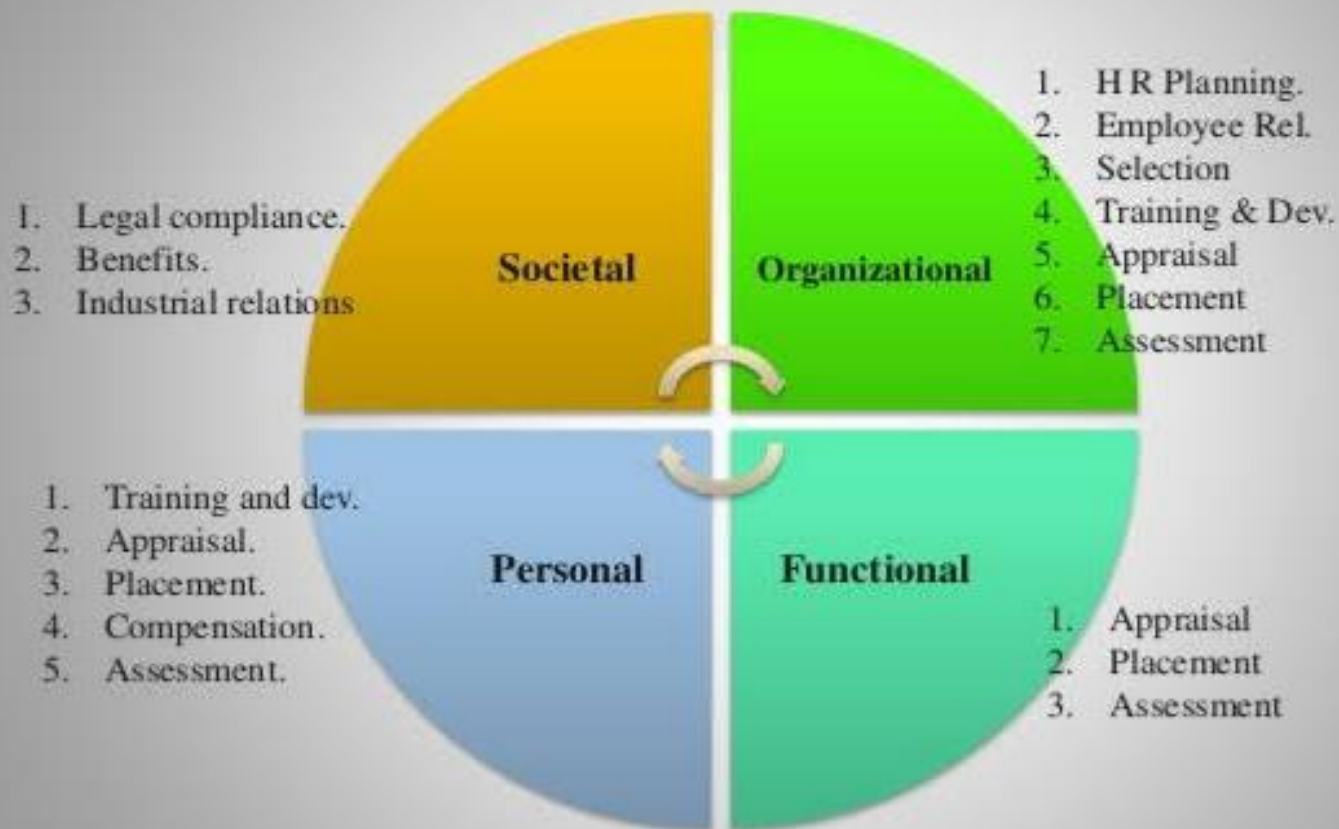 Societal
1. Legal compliance.
2. Benefits.
3. Industrial relations
Organizational
1. H R Planning.
2. Employee Rel.
3. Selection
4. Training & Dev.
5. Appraisal
6. Placement
7. Assessment
Personal
1. Training and dev.
2. Appraisal.
3. Placement.
4. Compensation.
5. Assessment.
Functional
1. Appraisal
2. Placement
3. Assessment